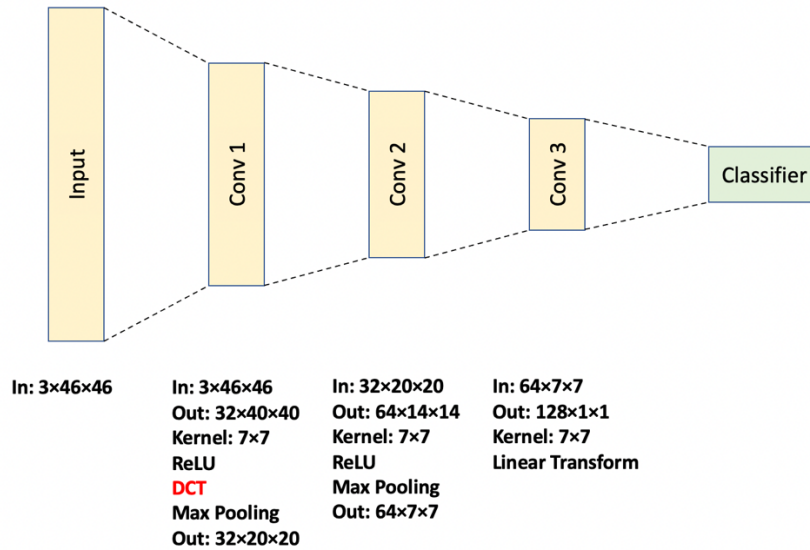 Input
Conv 1
Conv 2
Conv 3
Classifier
In: 3×46×46
In: 3×46×46
Out: 32×40×40
Kernel: 7×7
ReLU
DCT
Max Pooling
Out: 32×20×20
In: 32×20×20
Out: 64×14×14
Kernel: 7×7
ReLU
Max Pooling
Out: 64×7×7
In: 64×7×7
Out: 128×1×1
Kernel: 7×7
Linear Transform